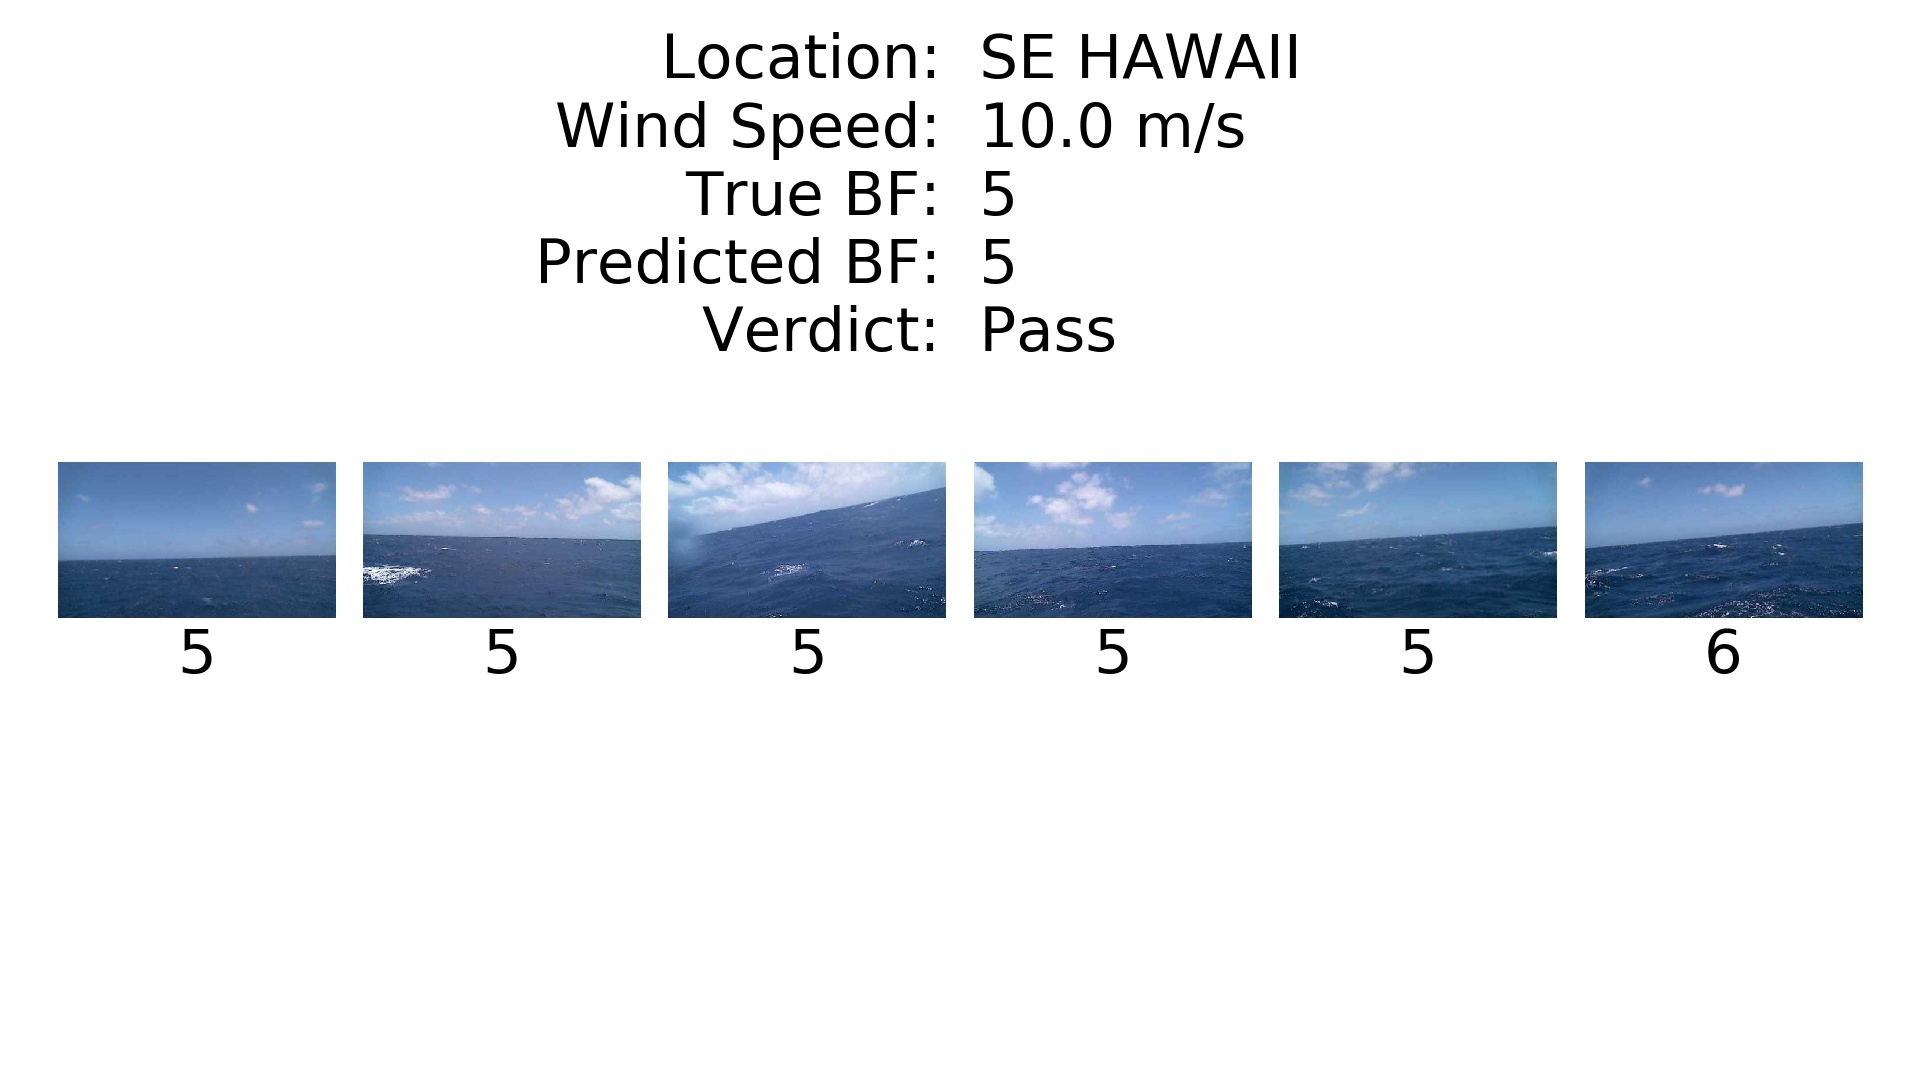 Location: SE HAWAII
Wind Speed: 10.0 m/s
True BF: 5
Predicted BF: 5
Verdict: Pass
5 5 5 5 5 6